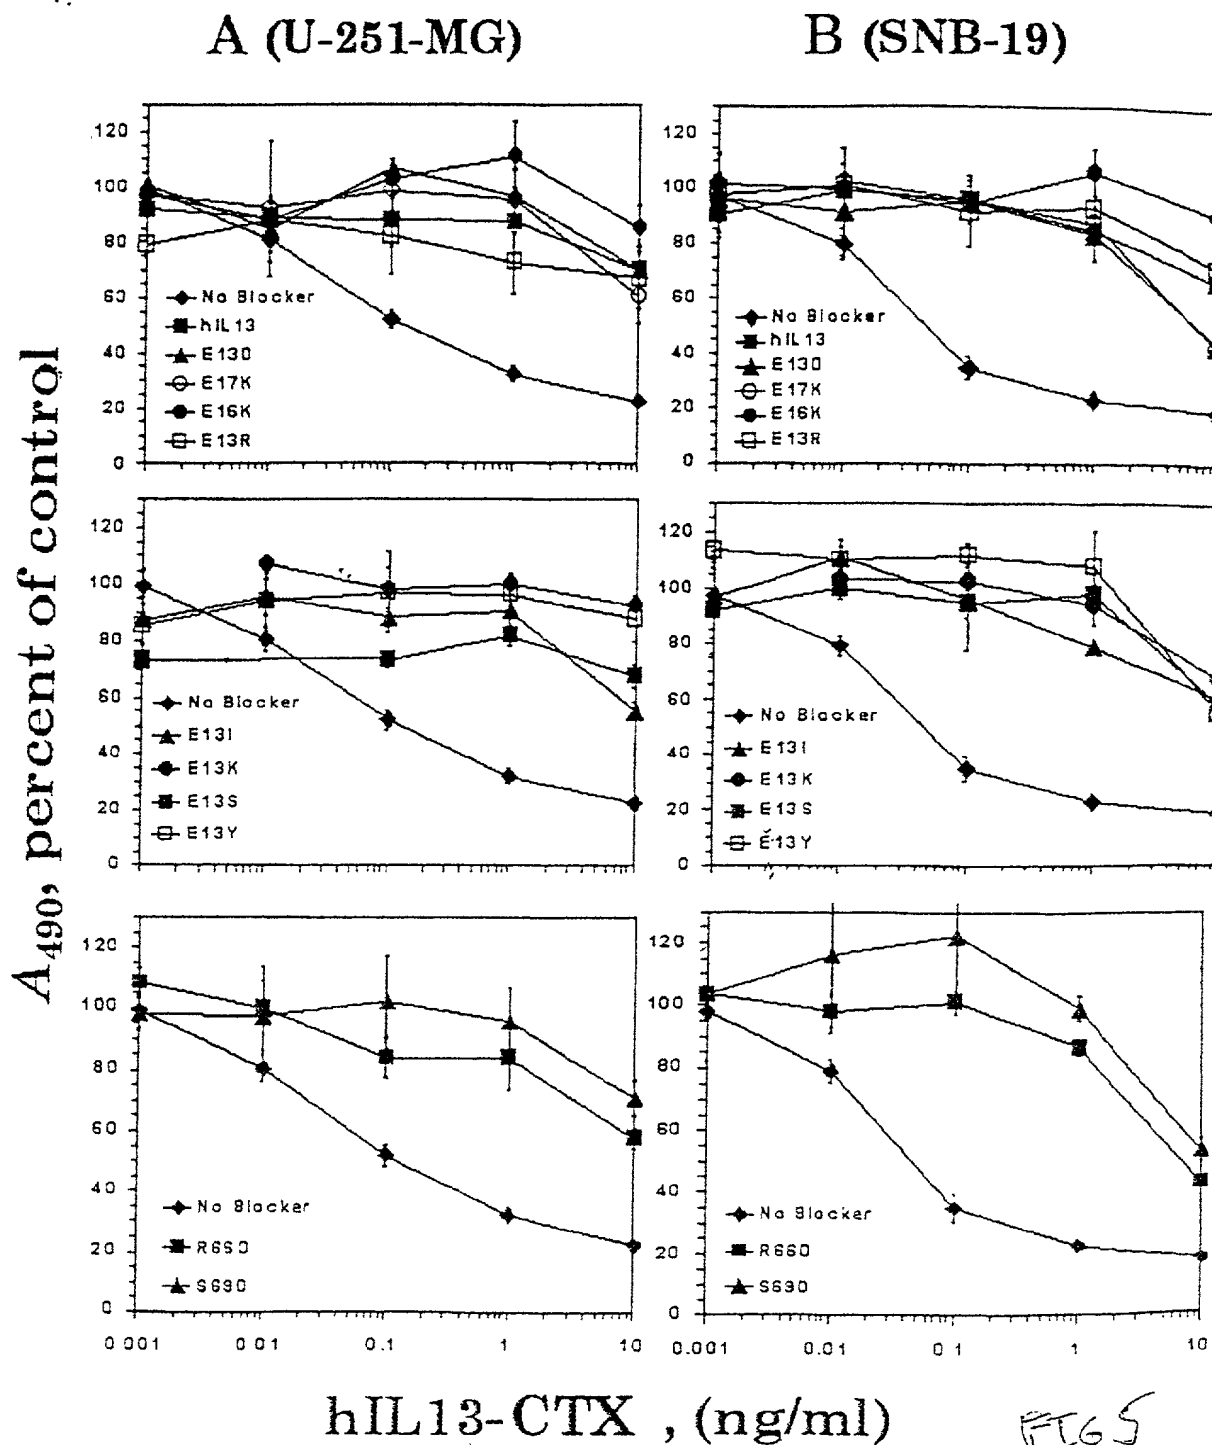 A (U-251-MG)
B (SNB-19)
A490, percent of control
120
100
80
60
40
20
0
No Blocker
hIL13
E13D
E17K
E16K
E13R
120
100
80
60
40
20
0
No Blocker
hIL13
E13D
E17K
E16K
E13R
120
100
80
60
40
20
0
No Blocker
E13I
E13K
E13S
E13Y
120
100
80
60
40
20
0
No Blocker
E13I
E13K
E13S
E13Y
120
100
80
60
40
20
0
No Blocker
R66D
S69D
0.001
0.01
0.1
1
10
120
100
80
60
40
20
0
No Blocker
R66D
S69D
0.001
0.01
0.1
1
10
hIL13-CTX , (ng/ml)
FIG 5